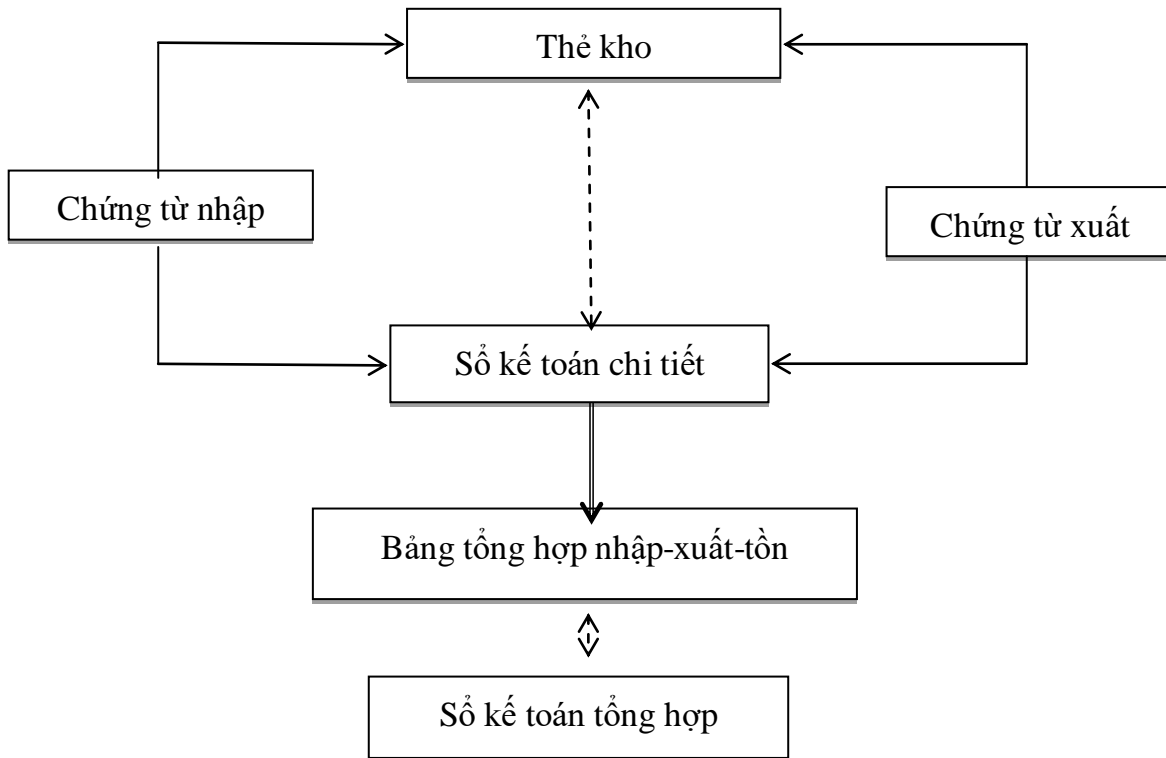 Thẻ kho
Chứng từ nhập
Chứng từ xuất
Sổ kế toán chi tiết
Bảng tổng hợp nhập-xuất-tồn
Sổ kế toán tổng hợp